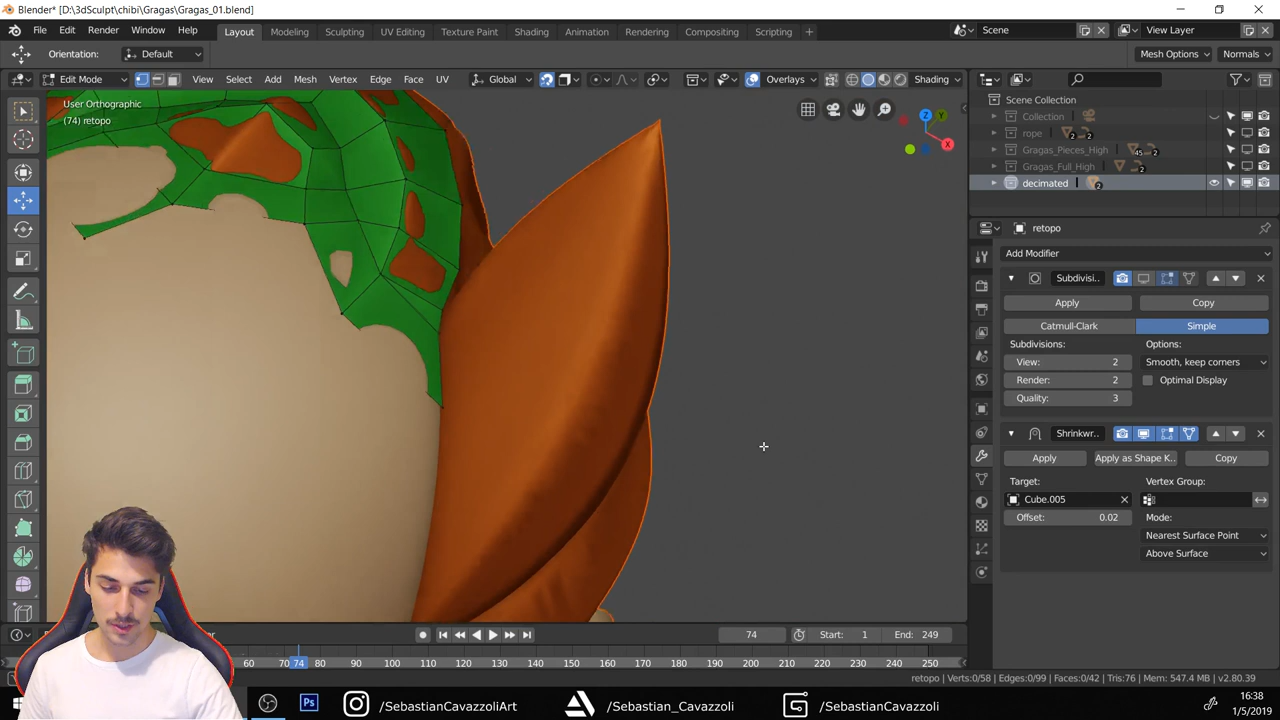 Blender* [D:\3dSculpt\chibi\Gragas\Gragas_01.blend]
File Edit Render Window Help Layout Modeling Sculpting UV Editing Texture Paint Shading Animation Rendering Compositing Scripting + Scene View Layer
Orientation: Default Mesh Options Normals
Edit Mode View Select Add Mesh Vertex Edge Face UV Global Overlays Shading
User Orthographic
(74) retopo
Scene Collection
Collection
rope 2 2
Gragas_Pieces_High 45 2
Gragas_Full_High 2
decimated 2
retopo
Add Modifier
Subdivisi..
Apply Copy
Catmull-Clark Simple
Subdivisions: Options:
View: 2 Smooth, keep corners
Render: 2 Optimal Display
Quality: 3
Shrinkwr..
Apply Apply as Shape K.. Copy
Target: Vertex Group:
Cube.005
Offset: 0.02 Mode:
Nearest Surface Point
Above Surface
X
Y
Z
74 Start: 1 End: 249
60 70 74 80 90 100 110 120 130 140 150 160 170 180 190 200 210 220 230 240 250
retopo | Verts:0/58 | Edges:0/99 | Faces:0/42 | Tris:76 | Mem: 547.4 MB | v2.80.39
Ps /SebastianCavazzoliArt /Sebastian_Cavazzoli /SebastianCavazzoli
16:38
1/5/2019